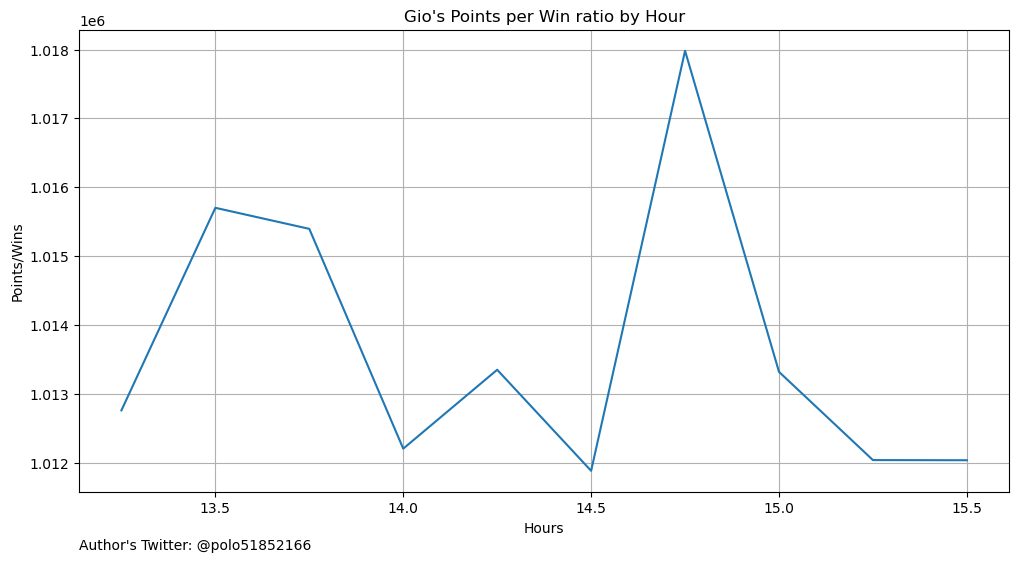 Gio's Points per Win ratio by Hour
1e6
1.018
1.017
1.016
1.015
1.014
1.013
1.012
Points/Wins
13.5 14.0 14.5 15.0 15.5
Hours
Author's Twitter: @polo51852166